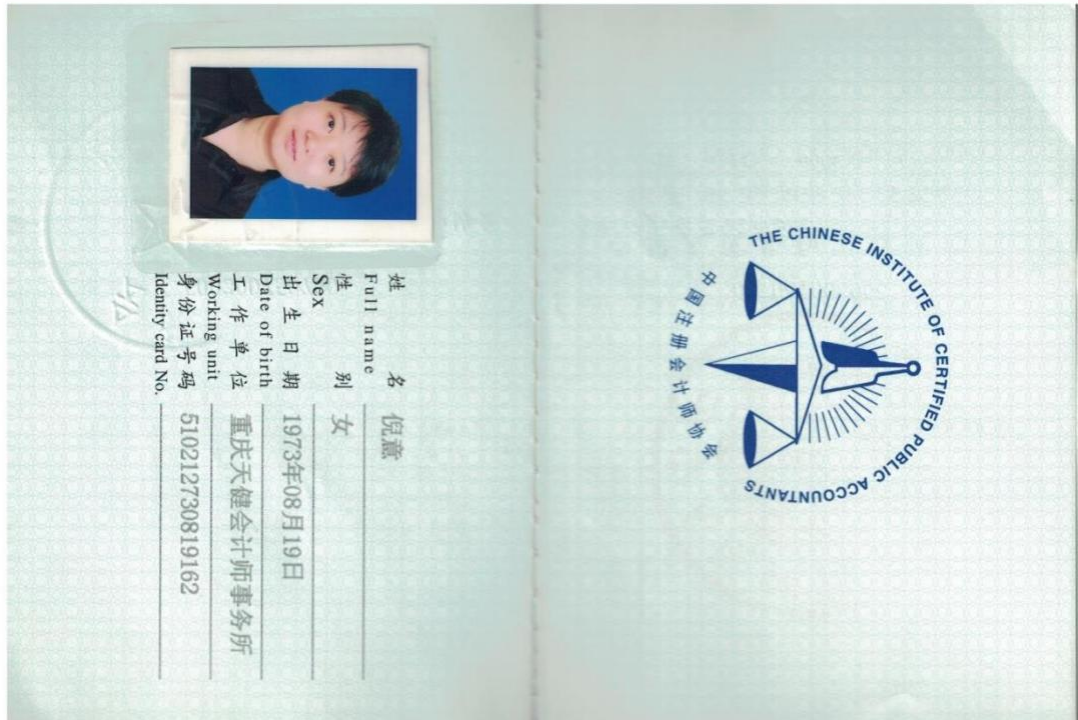 THE CHINESE INSTITUTE OF CERTIFIED PUBLIC ACCOUNTANTS
中国注册会计师协会
姓 名 倪意
Full name
性 别 女
Sex
出生日期 1973年08月19日
Date of birth
工作单位 重庆天健会计师事务所
Working unit
身份证号码 510212730819162
Identity card No.